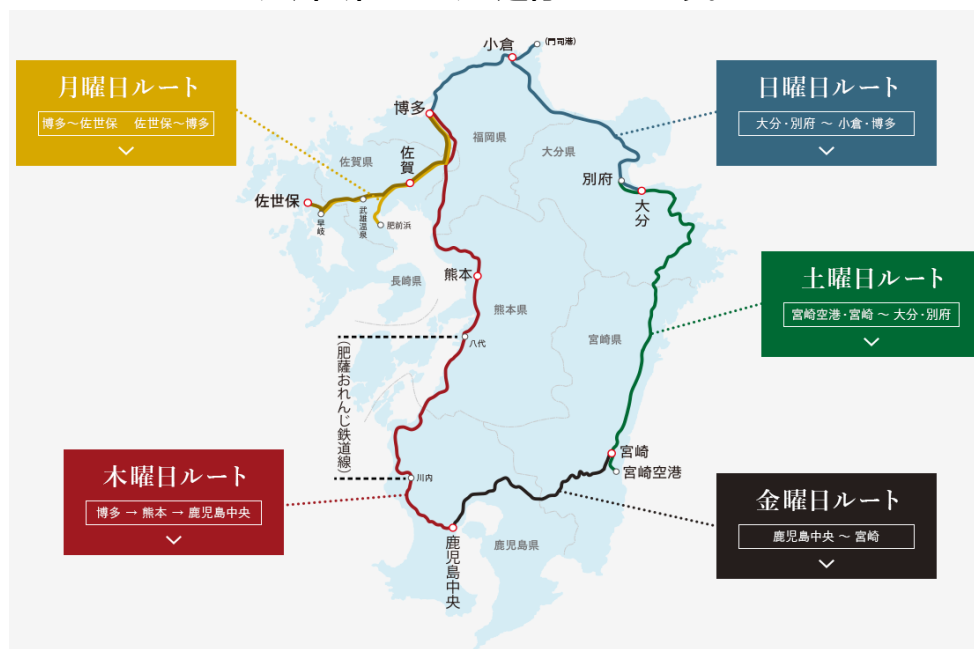 月曜日ルート
博多～佐世保　佐世保～博多
日曜日ルート
大分・別府 ～ 小倉・博多
土曜日ルート
宮崎空港・宮崎 ～ 大分・別府
木曜日ルート
博多 → 熊本 → 鹿児島中央
金曜日ルート
鹿児島中央 ～ 宮崎
小倉
(門司港)
博多
福岡県
大分県
佐賀県
佐賀
別府
大分
佐世保
早岐
武雄温泉
肥前浜
長崎県
熊本
熊本県
宮崎県
八代
(肥薩おれんじ鉄道線)
川内
宮崎
宮崎空港
鹿児島中央
鹿児島県